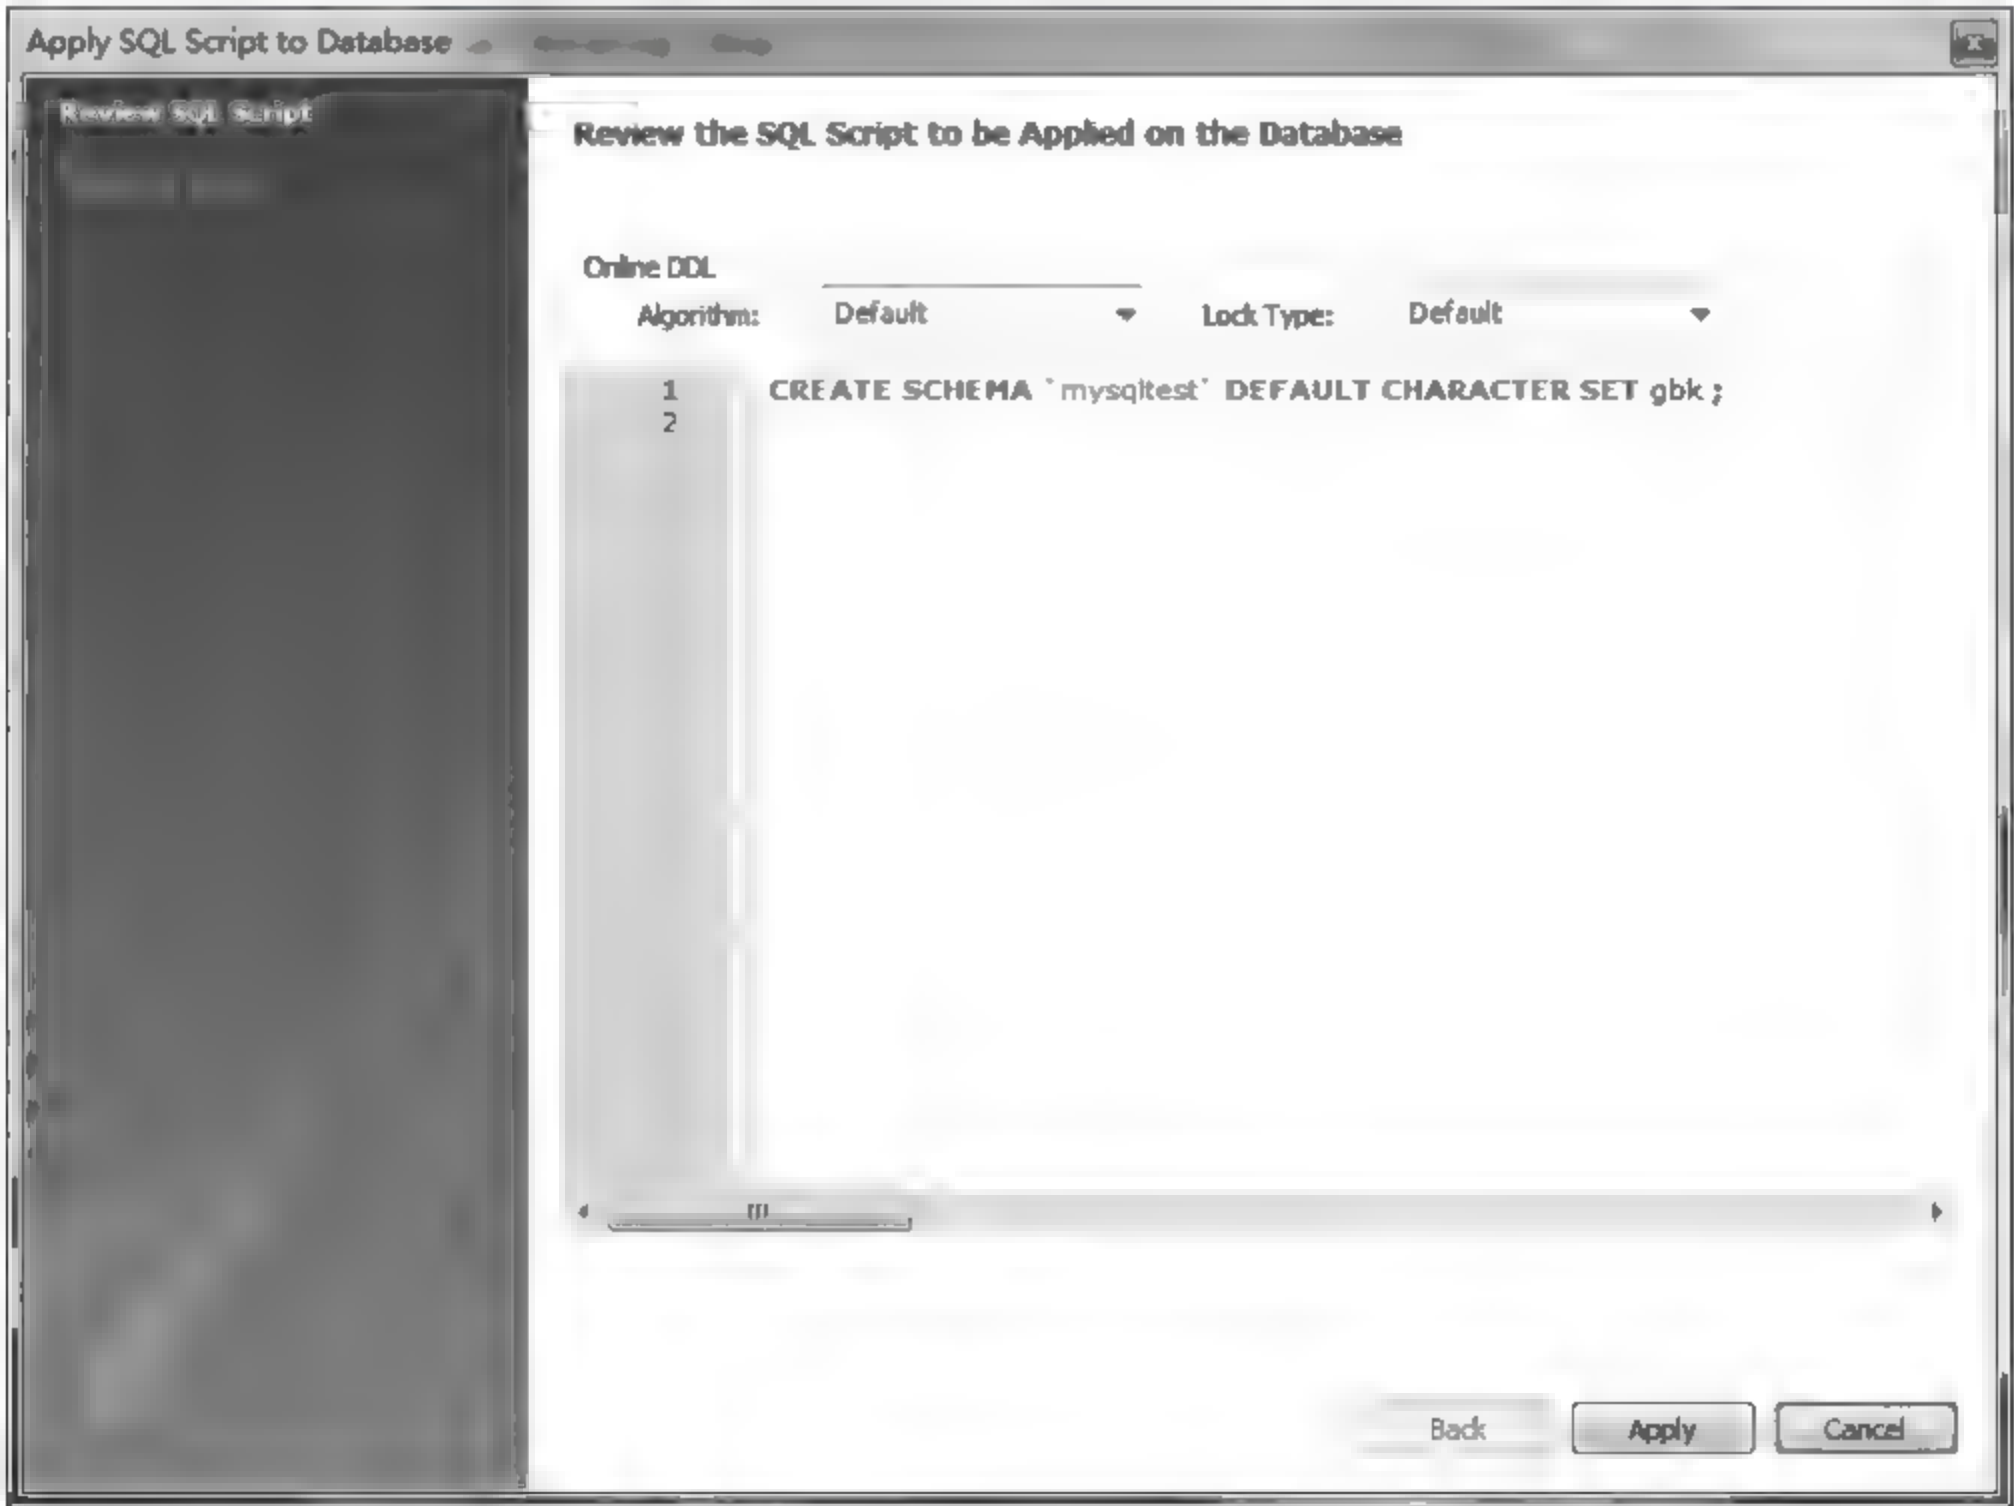 Apply SQL Script to Database
Review SQL Script
Review the SQL Script to be Applied on the Database
Online DDL
Algorithm: Default Lock Type: Default
1 CREATE SCHEMA `mysqltest` DEFAULT CHARACTER SET gbk ;
2
Back Apply Cancel